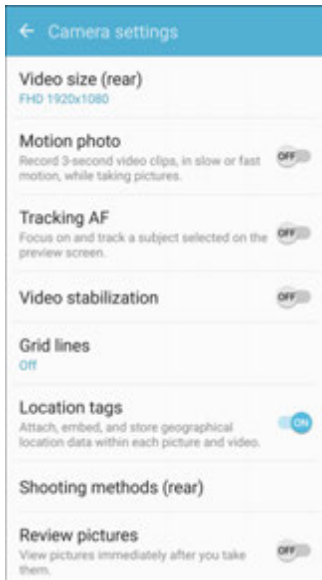 Camera settings
Video size (rear)
FHD 1920x1080
Motion photo
Record 3-second video clips, in slow or fast
motion, while taking pictures.
OFF
Tracking AF
Focus on and track a subject selected on the
preview screen.
OFF
Video stabilization
OFF
Grid lines
Off
Location tags
Attach, embed, and store geographical
location data within each picture and video.
ON
Shooting methods (rear)
Review pictures
View pictures immediately after you take
them.
OFF